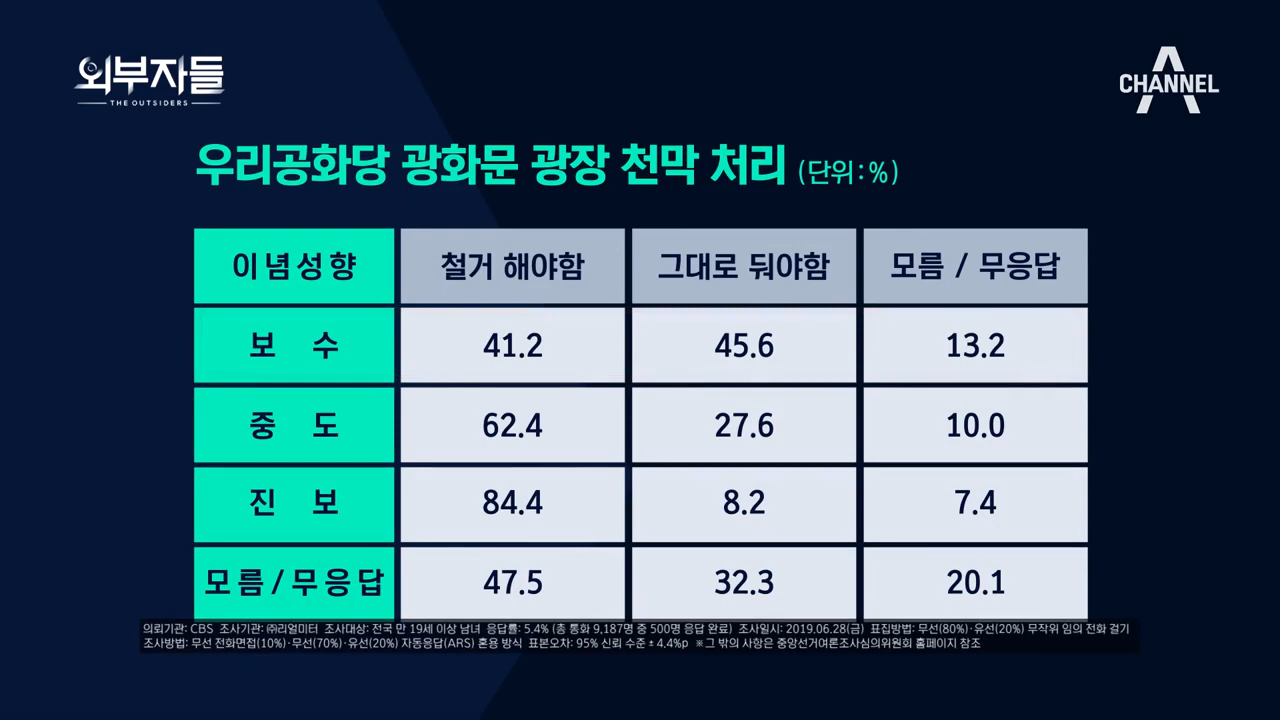 외부자들
THE OUTSIDERS
CHANNEL A
우리공화당 광화문 광장 천막 처리 (단위:%)
이념성향 철거 해야함 그대로 둬야함 모름 / 무응답
보 수 41.2 45.6 13.2
중 도 62.4 27.6 10.0
진 보 84.4 8.2 7.4
모름/무응답 47.5 32.3 20.1
의뢰기관: CBS 조사기관: ㈜리얼미터 조사대상: 전국 만 19세 이상 남녀 응답률: 5.4% (총 통화 9,187명 중 500명 응답 완료) 조사일시: 2019.06.28(금) 표집방법: 무선(80%)·유선(20%) 무작위 임의 전화 걸기
조사방법: 무선 전화면접(10%)·무선(70%)·유선(20%) 자동응답(ARS) 혼용 방식 표본오차: 95% 신뢰 수준 ± 4.4%p ※그 밖의 사항은 중앙선거여론조사심의위원회 홈페이지 참조